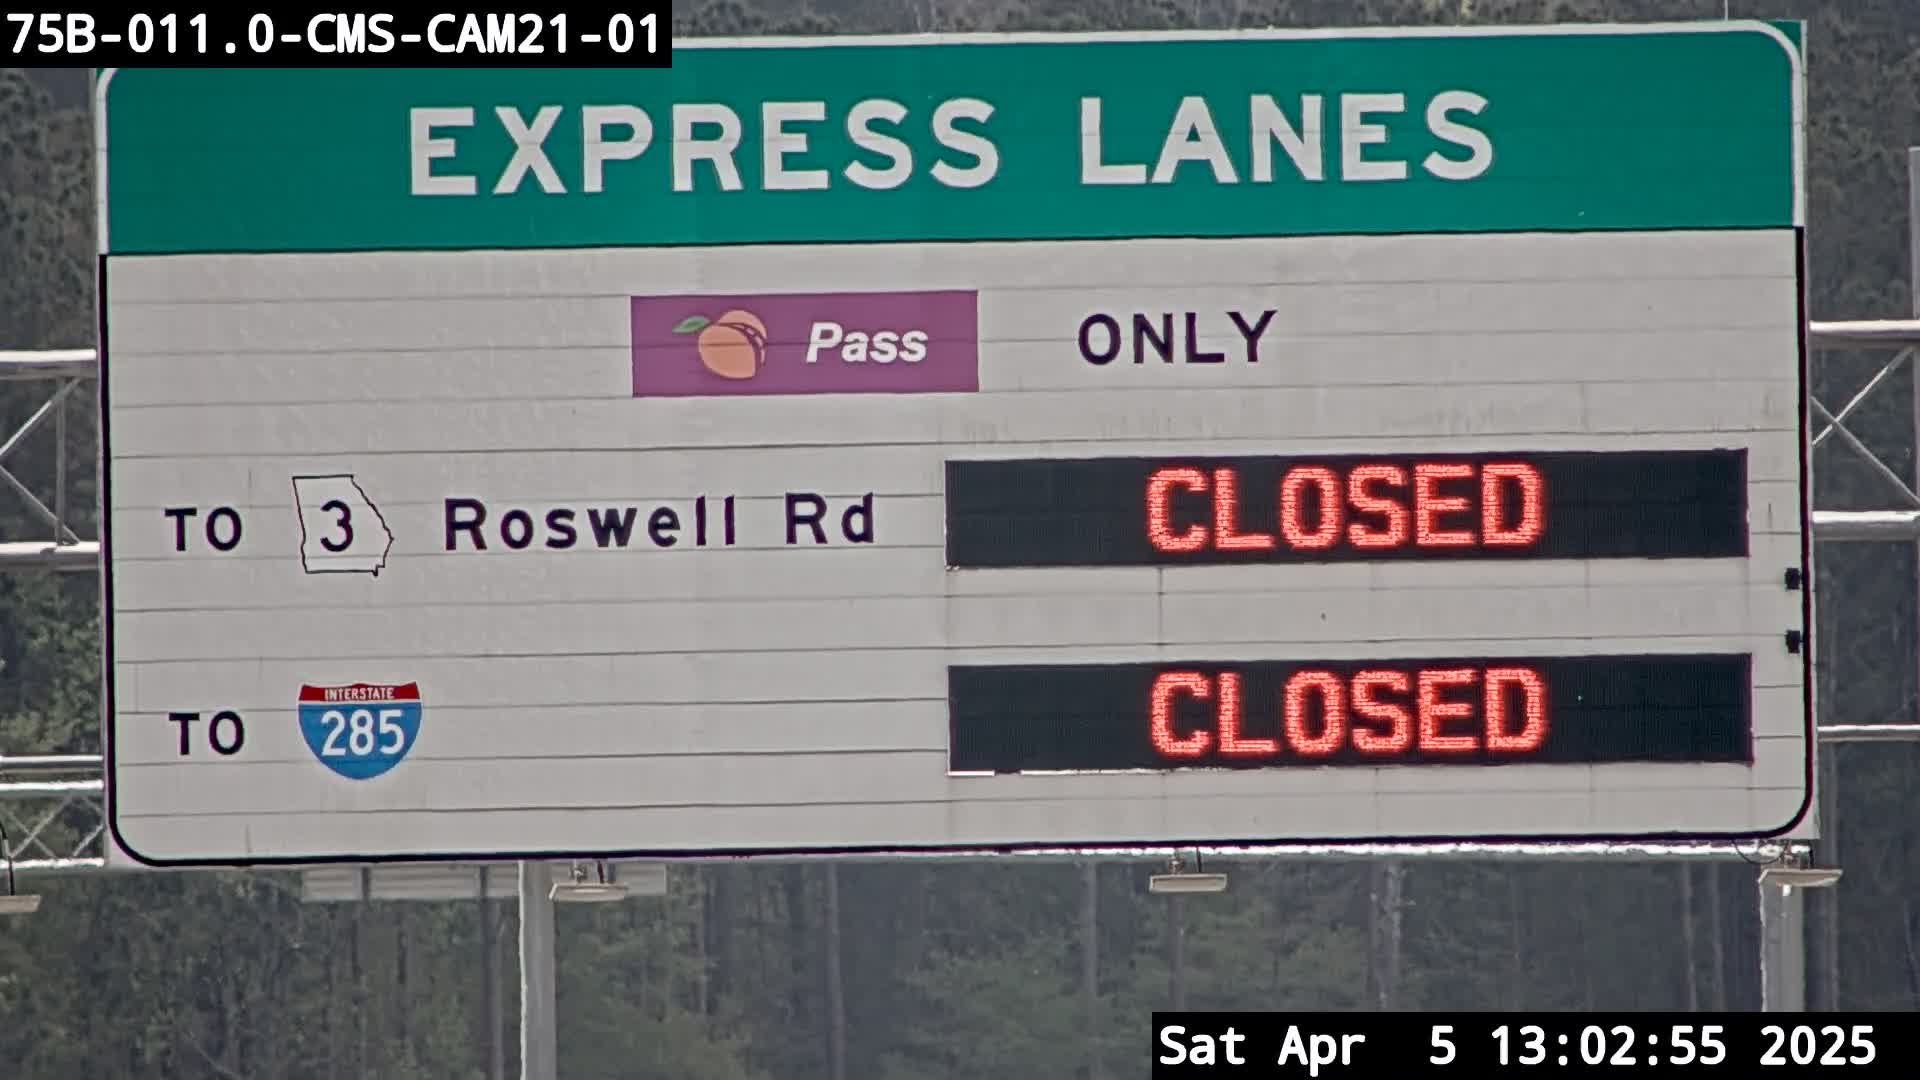 75B-011.0-CMS-CAM21-01
EXPRESS LANES
Pass ONLY
TO 3 Roswell Rd CLOSED
TO INTERSTATE 285 CLOSED
Sat Apr 5 13:02:55 2025